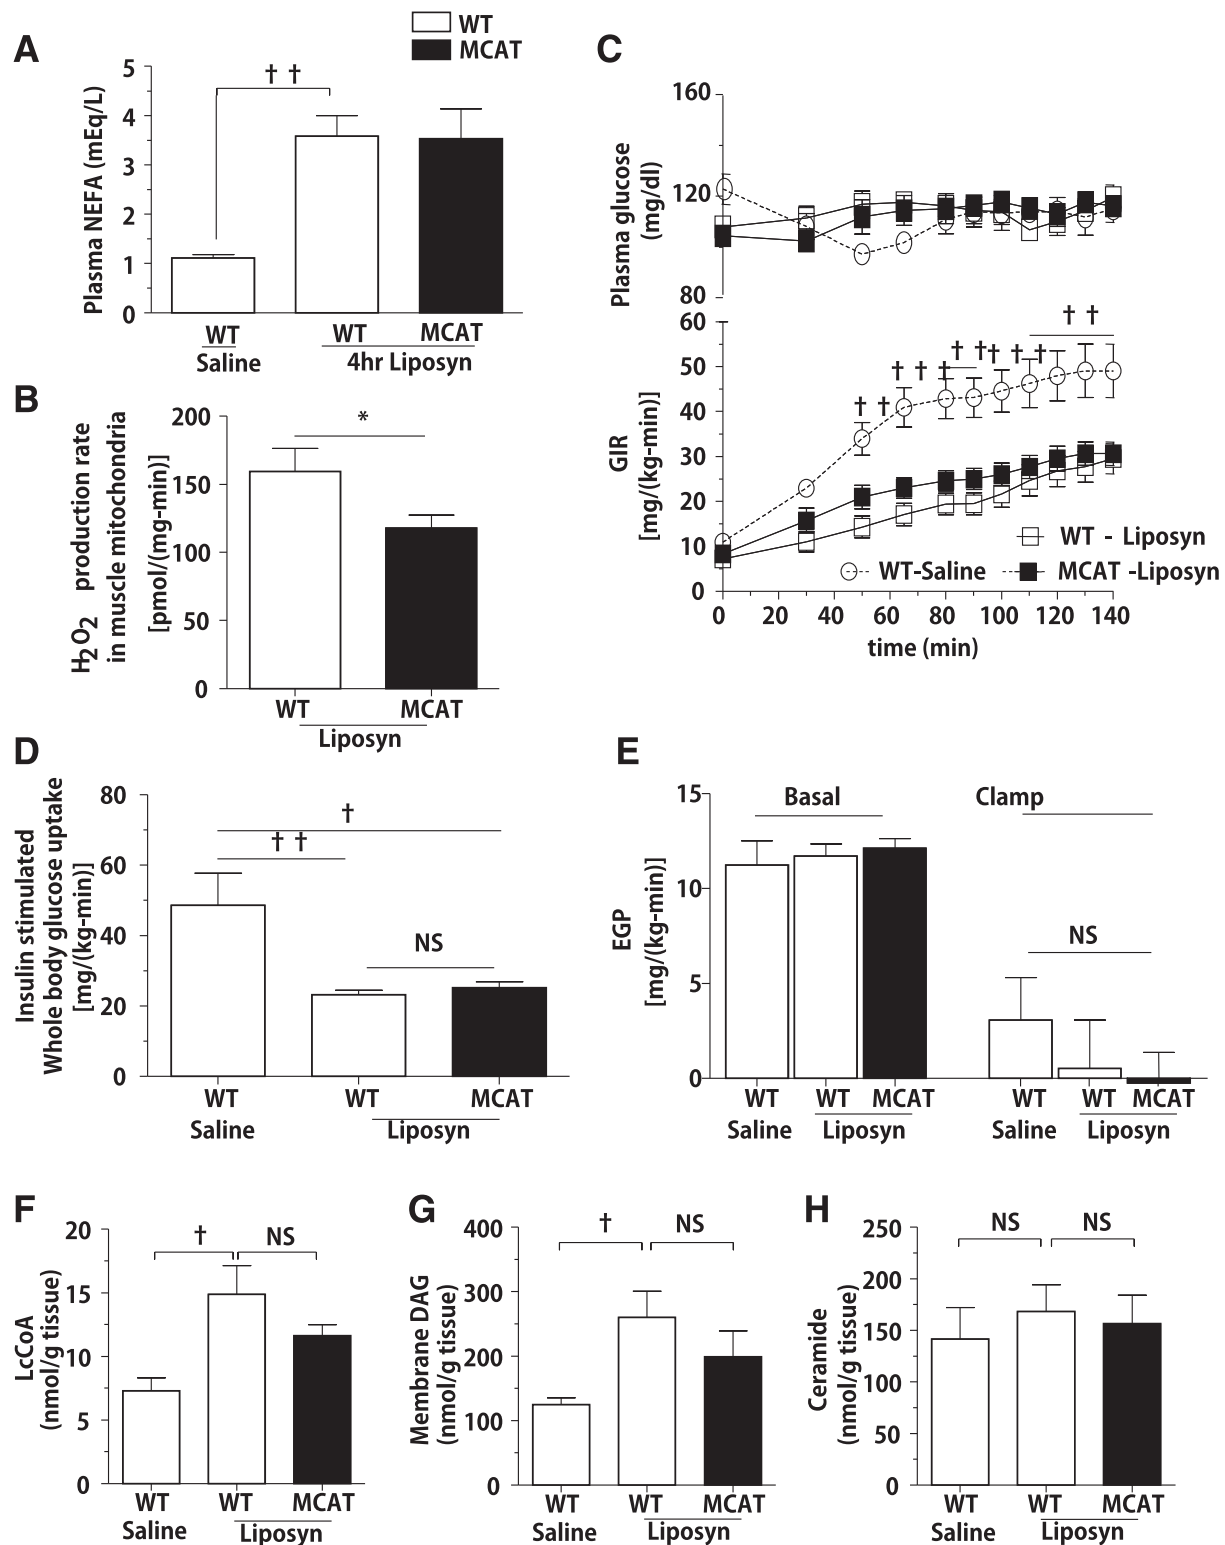 WT
MCAT
A
Plasma NEFA (mEq/L)
5
4
3
2
1
0
† †
WT
WT
MCAT
Saline
4hr Liposyn
B
H2O2 production rate
in muscle mitochondria
[pmol/(mg-min)]
200
150
100
50
0
*
WT
MCAT
Liposyn
C
Plasma glucose
(mg/dl)
160
120
80
GIR
[mg/(kg-min)]
60
50
40
30
20
10
0
† †
† †
† †
† †
† †
†
WT - Liposyn
WT-Saline
MCAT -Liposyn
0
20
40
60
80
100
120
140
time (min)
D
Insulin stimulated
Whole body glucose uptake
[mg/(kg-min)]
80
60
40
20
0
†
† †
NS
WT
WT
MCAT
Saline
Liposyn
E
EGP
[mg/(kg-min)]
15
10
5
0
Basal
Clamp
NS
WT
WT
MCAT
WT
WT
MCAT
Saline
Liposyn
Saline
Liposyn
F
LcCoA
(nmol/g tissue)
20
15
10
5
0
†
NS
WT
WT
MCAT
Saline
Liposyn
G
Membrane DAG
(nmol/g tissue)
400
300
200
100
0
†
NS
WT
WT
MCAT
Saline
Liposyn
H
Ceramide
(nmol/g tissue)
250
200
150
100
50
0
NS
NS
WT
WT
MCAT
Saline
Liposyn